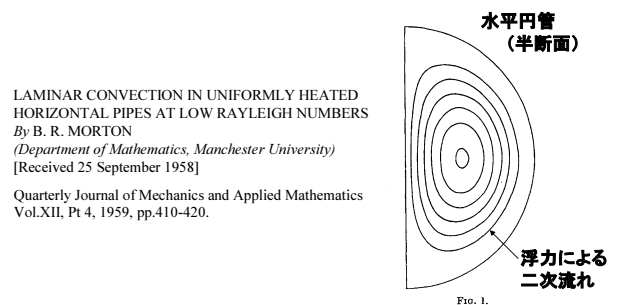 LAMINAR CONVECTION IN UNIFORMLY HEATED
HORIZONTAL PIPES AT LOW RAYLEIGH NUMBERS
By B. R. MORTON
(Department of Mathematics, Manchester University)
[Received 25 September 1958]
Quarterly Journal of Mechanics and Applied Mathematics
Vol.XII, Pt 4, 1959, pp.410-420.
水平円管
（半断面）
浮力による
二次流れ
FIG. 1.